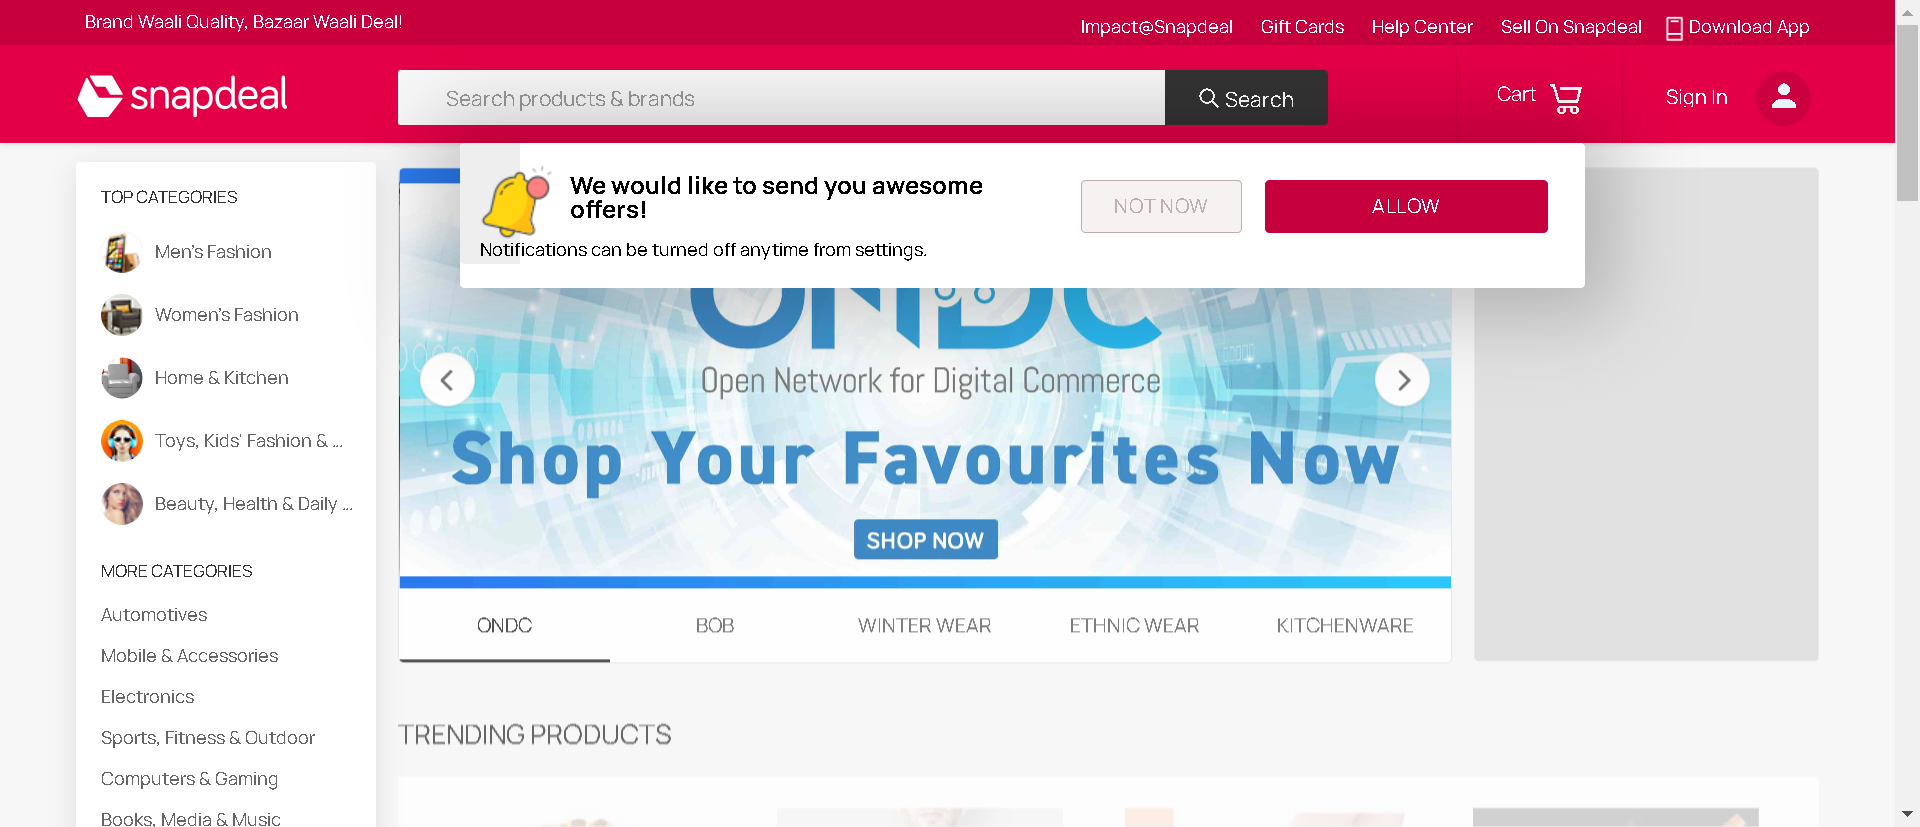 Brand Waali Quality, Bazaar Waali Deal!
Impact@Snapdeal
Gift Cards
Help Center
Sell On Snapdeal
Download App
snapdeal
Search products & brands
Search
Cart
Sign In
We would like to send you awesome
offers!
Notifications can be turned off anytime from settings.
NOT NOW
ALLOW
TOP CATEGORIES
Men's Fashion
Women's Fashion
Home & Kitchen
Toys, Kids' Fashion & ...
Beauty, Health & Daily ...
MORE CATEGORIES
Automotives
Mobile & Accessories
Electronics
Sports, Fitness & Outdoor
Computers & Gaming
Books, Media & Music
ONDC
Open Network for Digital Commerce
Shop Your Favourites Now
SHOP NOW
ONDC
BOB
WINTER WEAR
ETHNIC WEAR
KITCHENWARE
TRENDING PRODUCTS